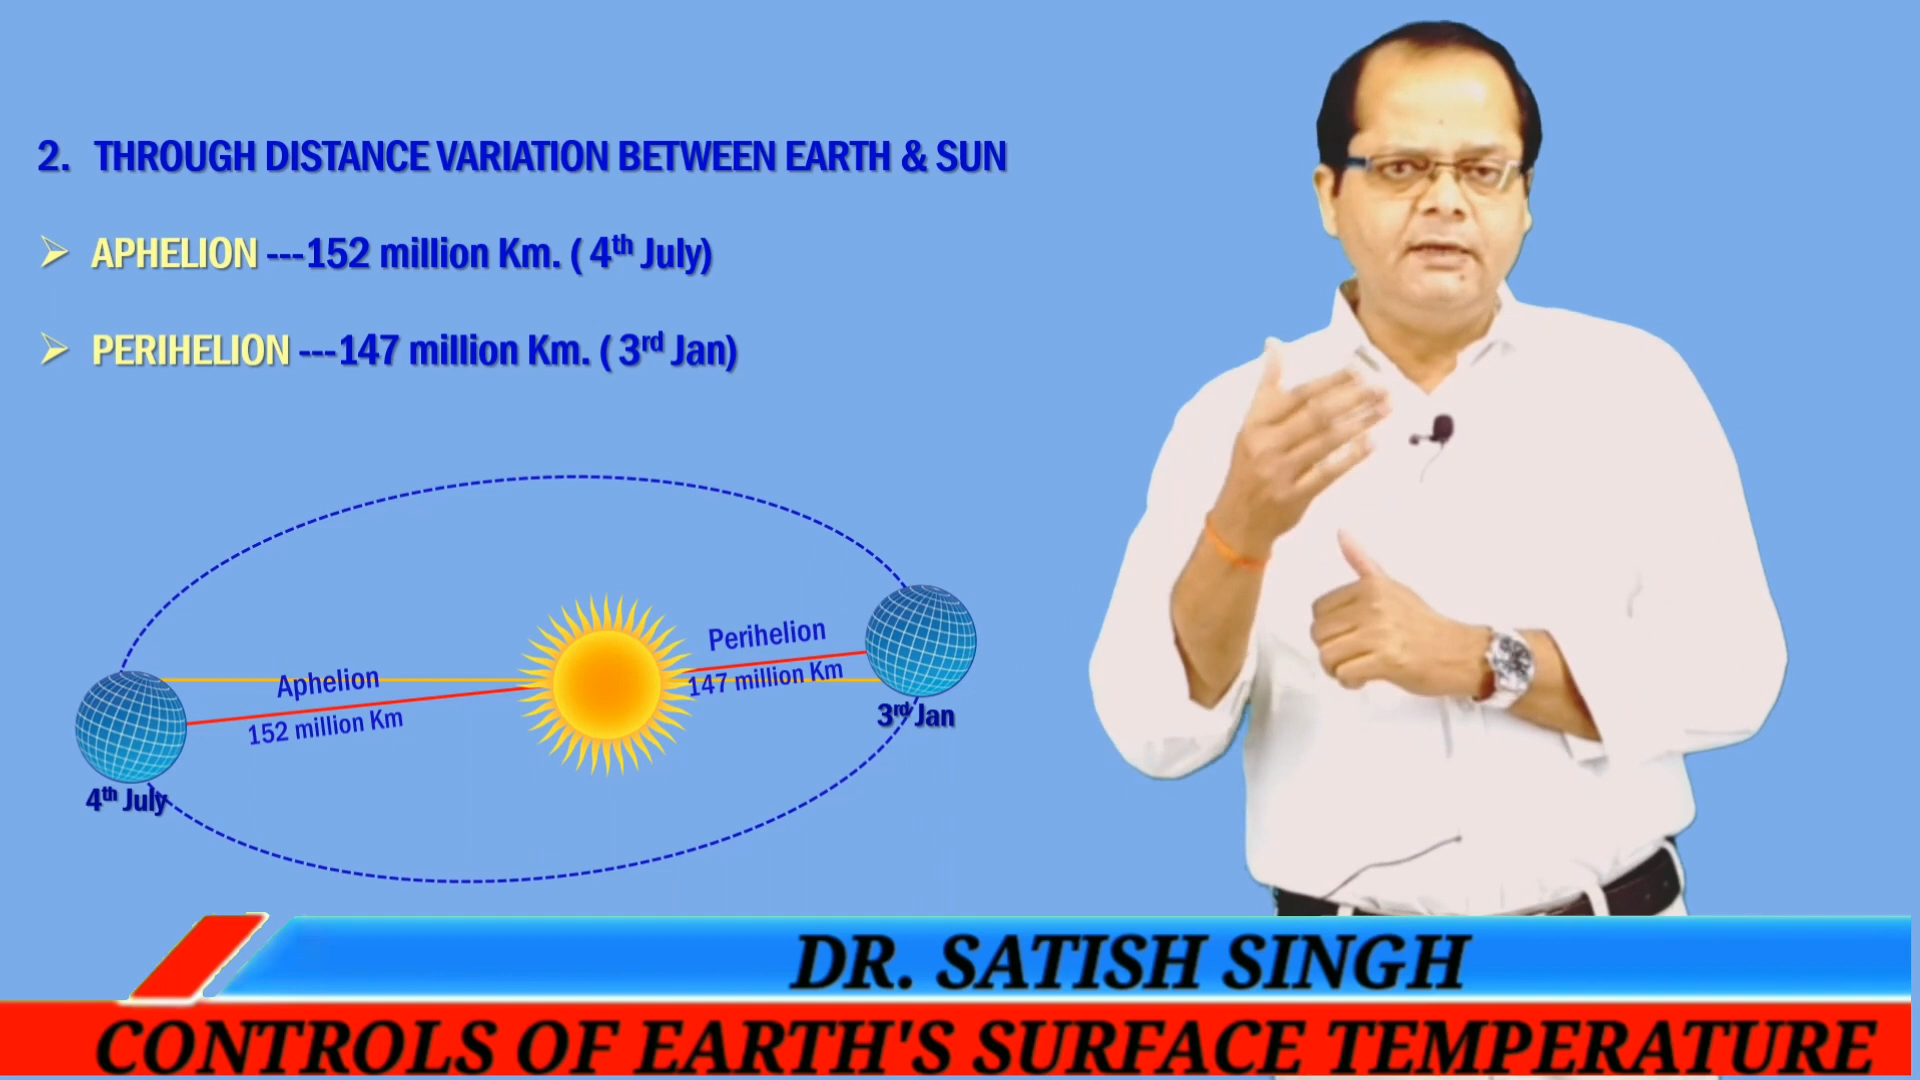 2. THROUGH DISTANCE VARIATION BETWEEN EARTH & SUN
APHELION ---152 million Km. ( 4th July)
PERIHELION ---147 million Km. ( 3rd Jan)
Perihelion
147 million Km
Aphelion
152 million Km
3rd Jan
4th July
DR. SATISH SINGH
CONTROLS OF EARTH'S SURFACE TEMPERATURE